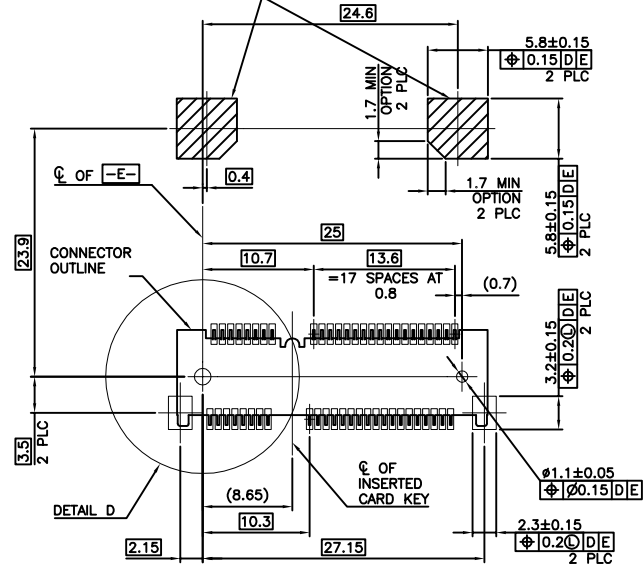 24.6
5.8±0.15
⌖ 0.15 D E
2 PLC
1.7 MIN
OPTION
2 PLC
℄ OF -E-
0.4
1.7 MIN
OPTION
2 PLC
5.8±0.15
⌖ 0.15 D E
2 PLC
23.9
25
CONNECTOR
OUTLINE
10.7
13.6
=17 SPACES AT
0.8
(0.7)
3.2±0.15
⌖ 0.2Ⓛ D E
2 PLC
3.5
2 PLC
℄ OF
INSERTED
CARD KEY
ø1.1±0.05
⌖ Ø0.15 D E
DETAIL D
(8.65)
10.3
2.3±0.15
⌖ 0.2Ⓛ D E
2 PLC
2.15
27.15